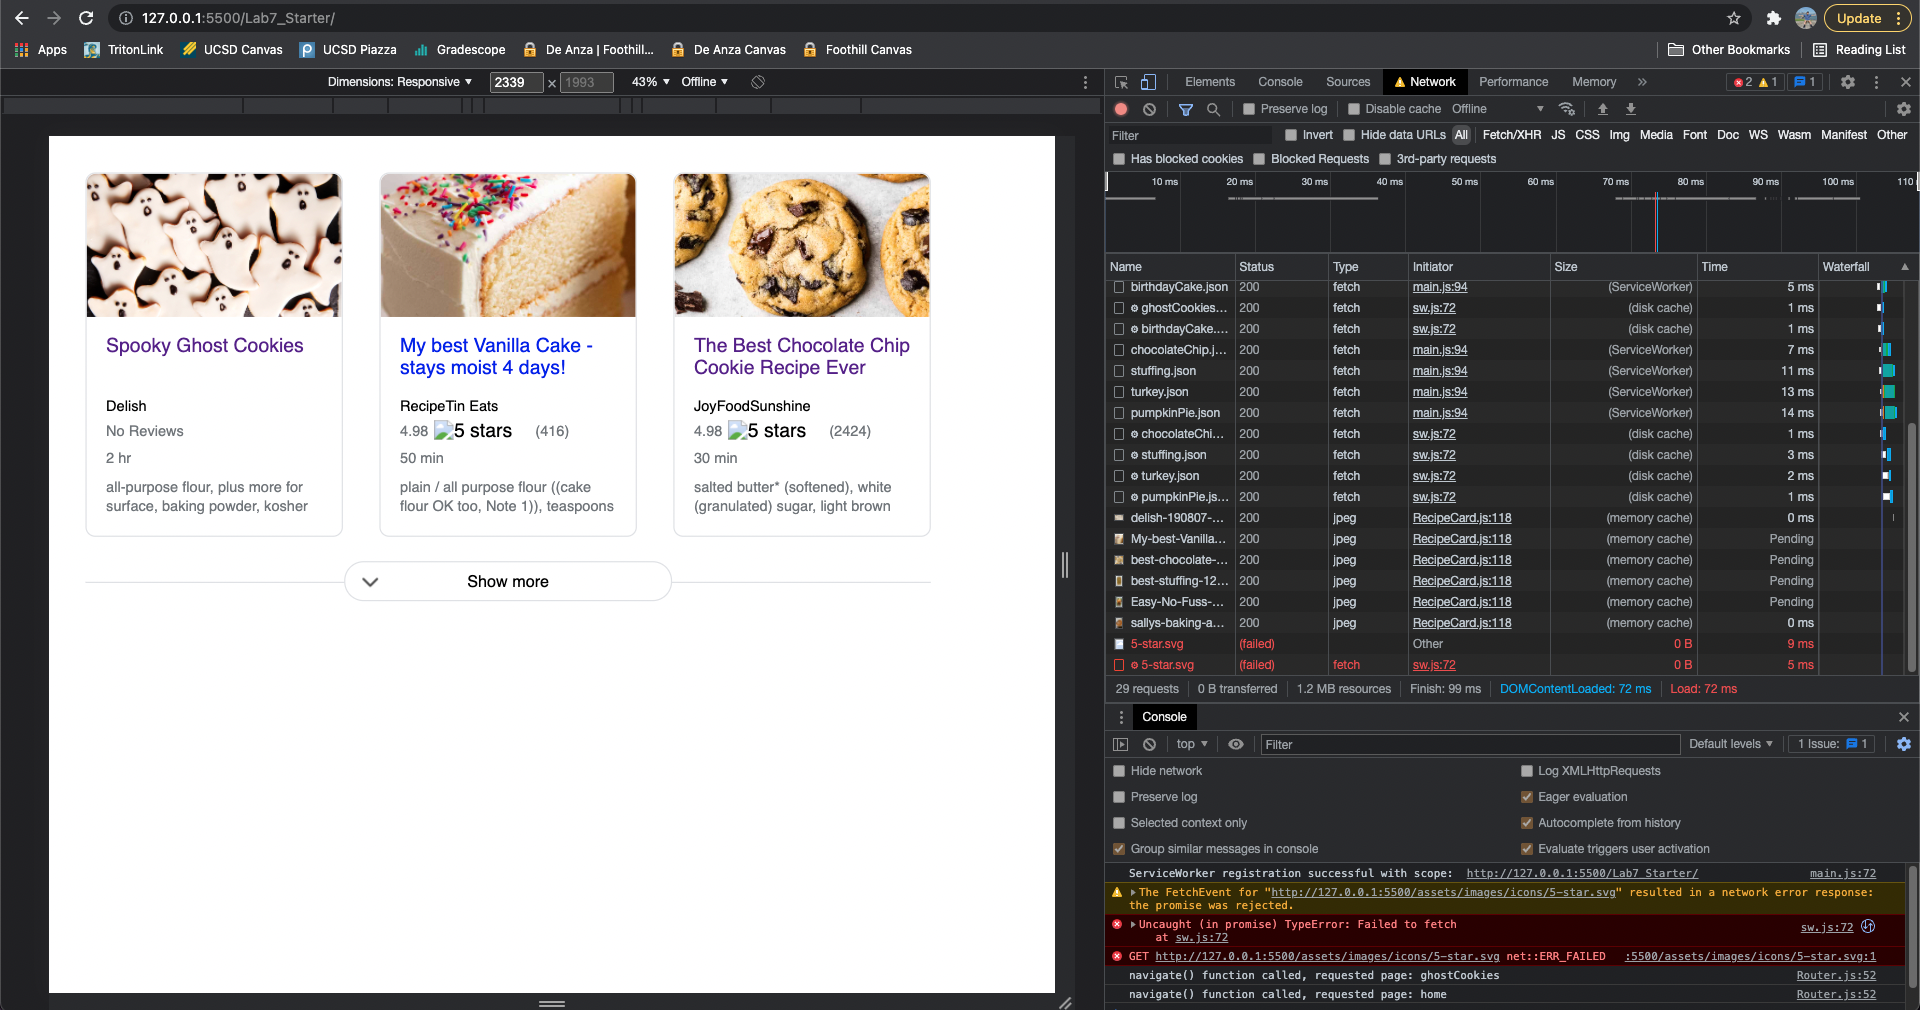 127.0.0.1:5500/Lab7_Starter/
Update
Apps
TritonLink
UCSD Canvas
UCSD Piazza
Gradescope
De Anza | Foothill...
De Anza Canvas
Foothill Canvas
Other Bookmarks
Reading List
Dimensions: Responsive
2339
×
1993
43%
Offline
Elements
Console
Sources
Network
Performance
Memory
»
2
1
1
Preserve log
Disable cache
Offline
Filter
Invert
Hide data URLs
All
Fetch/XHR
JS
CSS
Img
Media
Font
Doc
WS
Wasm
Manifest
Other
Has blocked cookies
Blocked Requests
3rd-party requests
10 ms
20 ms
30 ms
40 ms
50 ms
60 ms
70 ms
80 ms
90 ms
100 ms
110
Name Status Type Initiator Size Time Waterfall
birthdayCake.json 200 fetch main.js:94 (ServiceWorker) 5 ms
ghostCookies... 200 fetch sw.js:72 (disk cache) 1 ms
birthdayCake.... 200 fetch sw.js:72 (disk cache) 1 ms
chocolateChip.j... 200 fetch main.js:94 (ServiceWorker) 7 ms
stuffing.json 200 fetch main.js:94 (ServiceWorker) 11 ms
turkey.json 200 fetch main.js:94 (ServiceWorker) 13 ms
pumpkinPie.json 200 fetch main.js:94 (ServiceWorker) 14 ms
chocolateChi... 200 fetch sw.js:72 (disk cache) 1 ms
stuffing.json 200 fetch sw.js:72 (disk cache) 3 ms
turkey.json 200 fetch sw.js:72 (disk cache) 2 ms
pumpkinPie.js... 200 fetch sw.js:72 (disk cache) 1 ms
delish-190807-... 200 jpeg RecipeCard.js:118 (memory cache) 0 ms
My-best-Vanilla... 200 jpeg RecipeCard.js:118 (memory cache) Pending
best-chocolate-... 200 jpeg RecipeCard.js:118 (memory cache) Pending
best-stuffing-12... 200 jpeg RecipeCard.js:118 (memory cache) Pending
Easy-No-Fuss-... 200 jpeg RecipeCard.js:118 (memory cache) Pending
sallys-baking-a... 200 jpeg RecipeCard.js:118 (memory cache) 0 ms
5-star.svg (failed) Other 0 B 9 ms
5-star.svg (failed) fetch sw.js:72 0 B 5 ms
29 requests
0 B transferred
1.2 MB resources
Finish: 99 ms
DOMContentLoaded: 72 ms
Load: 72 ms
Console
top
Filter
Default levels
1 Issue: 1
Hide network
Log XMLHttpRequests
Preserve log
Eager evaluation
Selected context only
Autocomplete from history
Group similar messages in console
Evaluate triggers user activation
ServiceWorker registration successful with scope: http://127.0.0.1:5500/Lab7_Starter/ main.js:72
The FetchEvent for "http://127.0.0.1:5500/assets/images/icons/5-star.svg" resulted in a network error response:
the promise was rejected.
Uncaught (in promise) TypeError: Failed to fetch sw.js:72
at sw.js:72
GET http://127.0.0.1:5500/assets/images/icons/5-star.svg net::ERR_FAILED :5500/assets/images/icons/5-star.svg:1
navigate() function called, requested page: ghostCookies Router.js:52
navigate() function called, requested page: home Router.js:52
Spooky Ghost Cookies
Delish
No Reviews
2 hr
all-purpose flour, plus more for
surface, baking powder, kosher
My best Vanilla Cake -
stays moist 4 days!
RecipeTin Eats
4.98 5 stars (416)
50 min
plain / all purpose flour ((cake
flour OK too, Note 1)), teaspoons
The Best Chocolate Chip
Cookie Recipe Ever
JoyFoodSunshine
4.98 5 stars (2424)
30 min
salted butter* (softened), white
(granulated) sugar, light brown
Show more